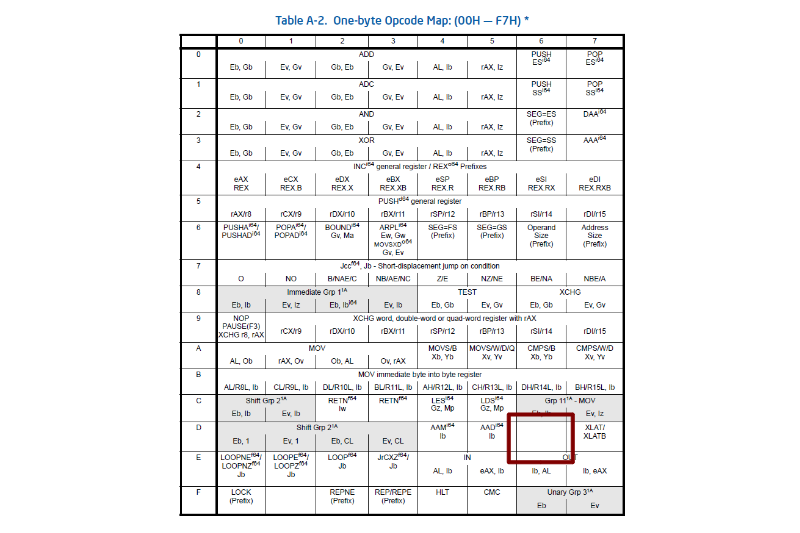 Table A-2. One-byte Opcode Map: (00H — F7H) *
0 1 2 3 4 5 6 7
0 ADD PUSH ES^i64 POP ES^i64
Eb, Gb Ev, Gv Gb, Eb Gv, Ev AL, Ib rAX, Iz
1 ADC PUSH SS^i64 POP SS^i64
Eb, Gb Ev, Gv Gb, Eb Gv, Ev AL, Ib rAX, Iz
2 AND SEG=ES (Prefix) DAA^i64
Eb, Gb Ev, Gv Gb, Eb Gv, Ev AL, Ib rAX, Iz
3 XOR SEG=SS (Prefix) AAA^i64
Eb, Gb Ev, Gv Gb, Eb Gv, Ev AL, Ib rAX, Iz
4 INC^i64 general register / REX^o64 Prefixes
eAX eCX eDX eBX eSP eBP eSI eDI
REX REX.B REX.X REX.XB REX.R REX.RB REX.RX REX.RXB
5 PUSH^d64 general register
rAX/r8 rCX/r9 rDX/r10 rBX/r11 rSP/r12 rBP/r13 rSI/r14 rDI/r15
6 PUSHA^i64/ POPA^i64/ BOUND^i64 ARPL^i64 SEG=FS SEG=GS Operand Address
PUSHAD^i64 POPAD^i64 Gv, Ma Ew, Gw (Prefix) (Prefix) Size Size
MOVSXD^o64 (Prefix) (Prefix)
Gv, Ev
7 Jcc^f64, Jb - Short-displacement jump on condition
O NO B/NAE/C NB/AE/NC Z/E NZ/NE BE/NA NBE/A
8 Immediate Grp 1^1A TEST XCHG
Eb, Ib Ev, Iz Eb, Ib^i64 Ev, Ib Eb, Gb Ev, Gv Eb, Gb Ev, Gv
9 NOP XCHG word, double-word or quad-word register with rAX
PAUSE(F3) rCX/r9 rDX/r10 rBX/r11 rSP/r12 rBP/r13 rSI/r14 rDI/r15
XCHG r8, rAX
A MOV MOVS/B MOVS/W/D/Q CMPS/B CMPS/W/D
AL, Ob rAX, Ov Ob, AL Ov, rAX Xb, Yb Xv, Yv Xb, Yb Xv, Yv
B MOV immediate byte into byte register
AL/R8L, Ib CL/R9L, Ib DL/R10L, Ib BL/R11L, Ib AH/R12L, Ib CH/R13L, Ib DH/R14L, Ib BH/R15L, Ib
C Shift Grp 2^1A RETN^f64 RETN^f64 LES^i64 LDS^i64 Grp 11^1A - MOV
Eb, Ib Ev, Ib Iw Gz, Mp Gz, Mp Ev, Iz
D Shift Grp 2^1A AAM^i64 AAD^i64 XLAT/
Eb, 1 Ev, 1 Eb, CL Ev, CL Ib Ib XLATB
E LOOPNE^f64/ LOOPE^f64/ LOOP^f64 JrCXZ^f64/ IN OUT
LOOPNZ^f64 LOOPZ^f64 Jb Jb AL, Ib eAX, Ib Ib, AL Ib, eAX
Jb Jb
F LOCK REPNE REP/REPE HLT CMC Unary Grp 3^1A
(Prefix) (Prefix) (Prefix) Eb Ev